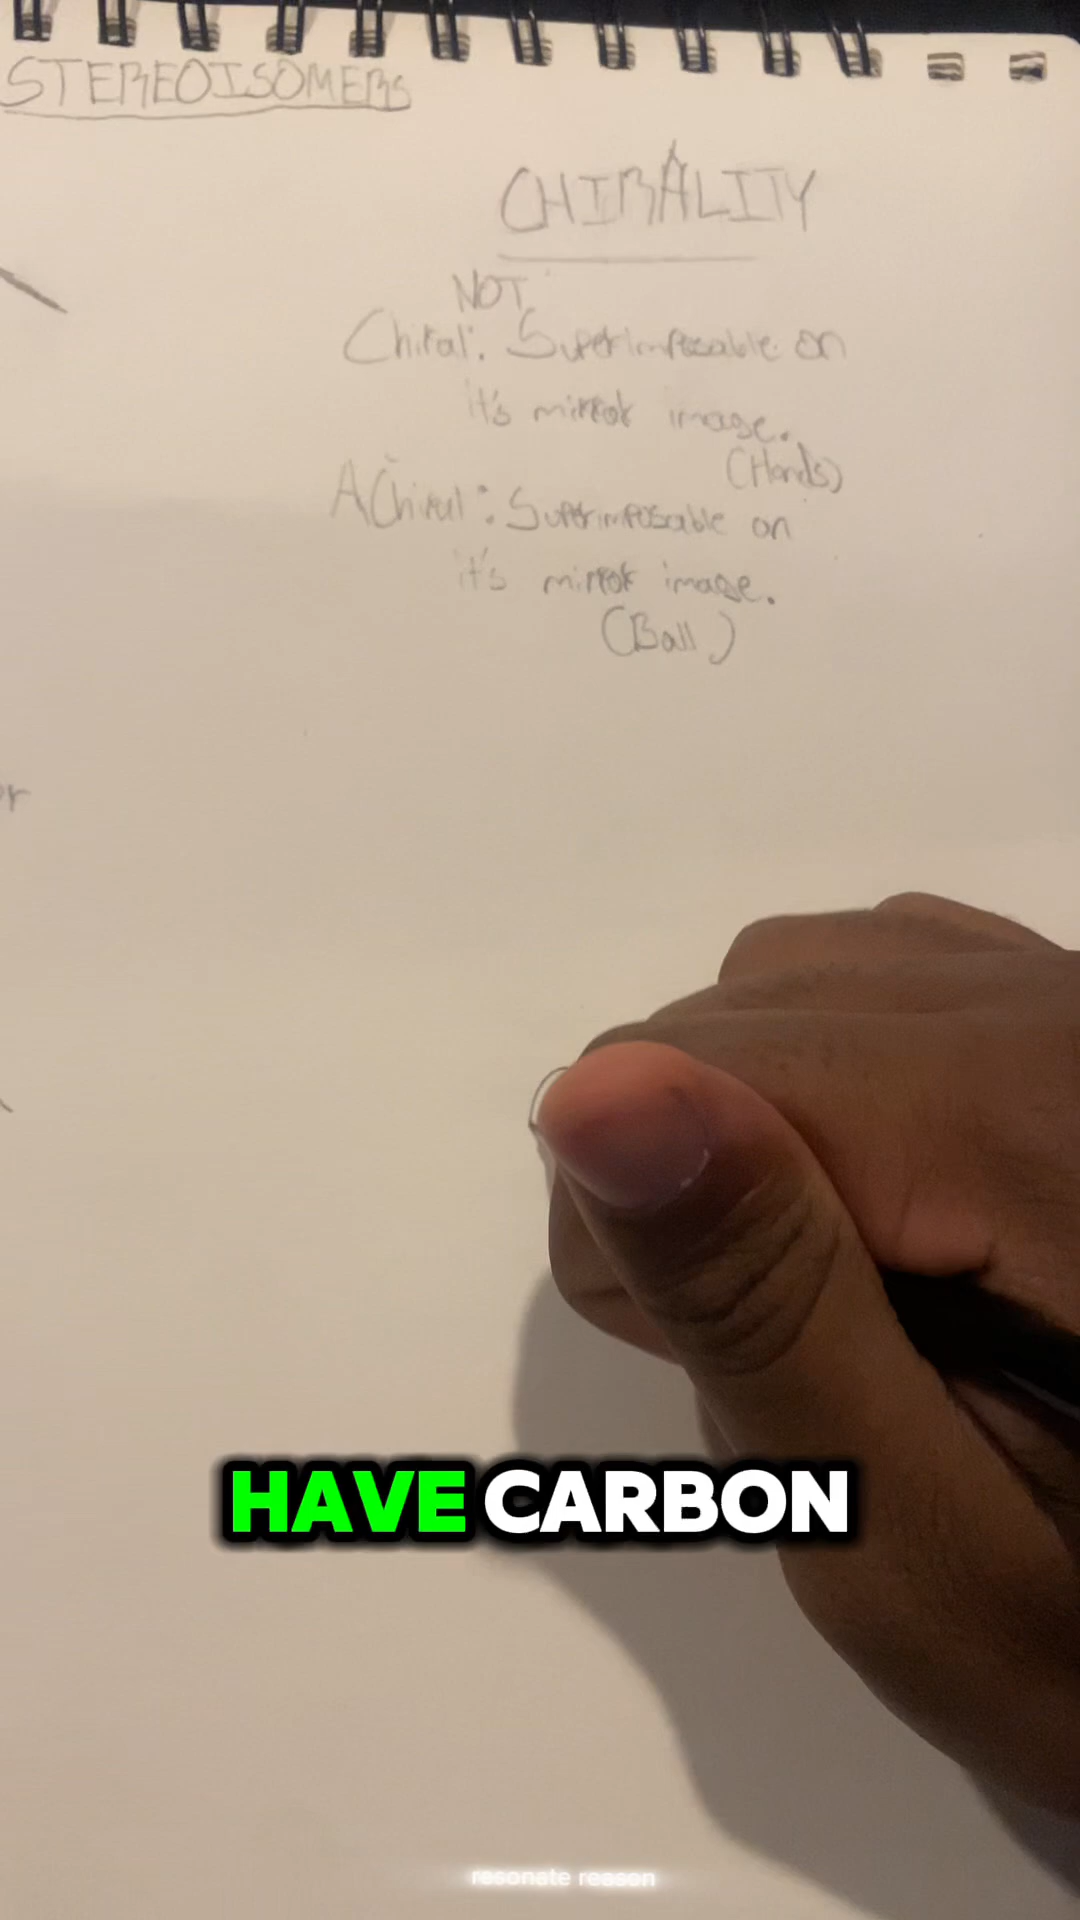 STEREOISOMERS
CHIRALITY
NOT
Chiral: Superimposable on
it's mirror image.
(Hands)
AChiral: Superimposable on
it's mirror image.
(Ball)
or
HAVE CARBON
resonate reason